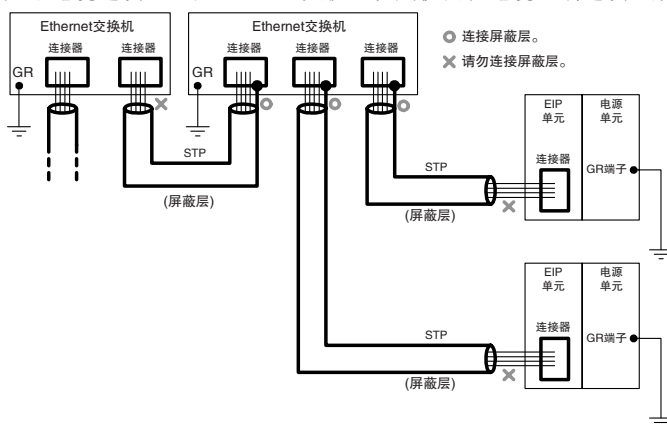 Ethernet交换机
连接器 连接器
GR
Ethernet交换机
连接器 连接器 连接器
GR
连接屏蔽层。
请勿连接屏蔽层。
STP
(屏蔽层)
STP
(屏蔽层)
EIP
单元
电源
单元
连接器
GR端子
STP
(屏蔽层)
EIP
单元
电源
单元
连接器
GR端子